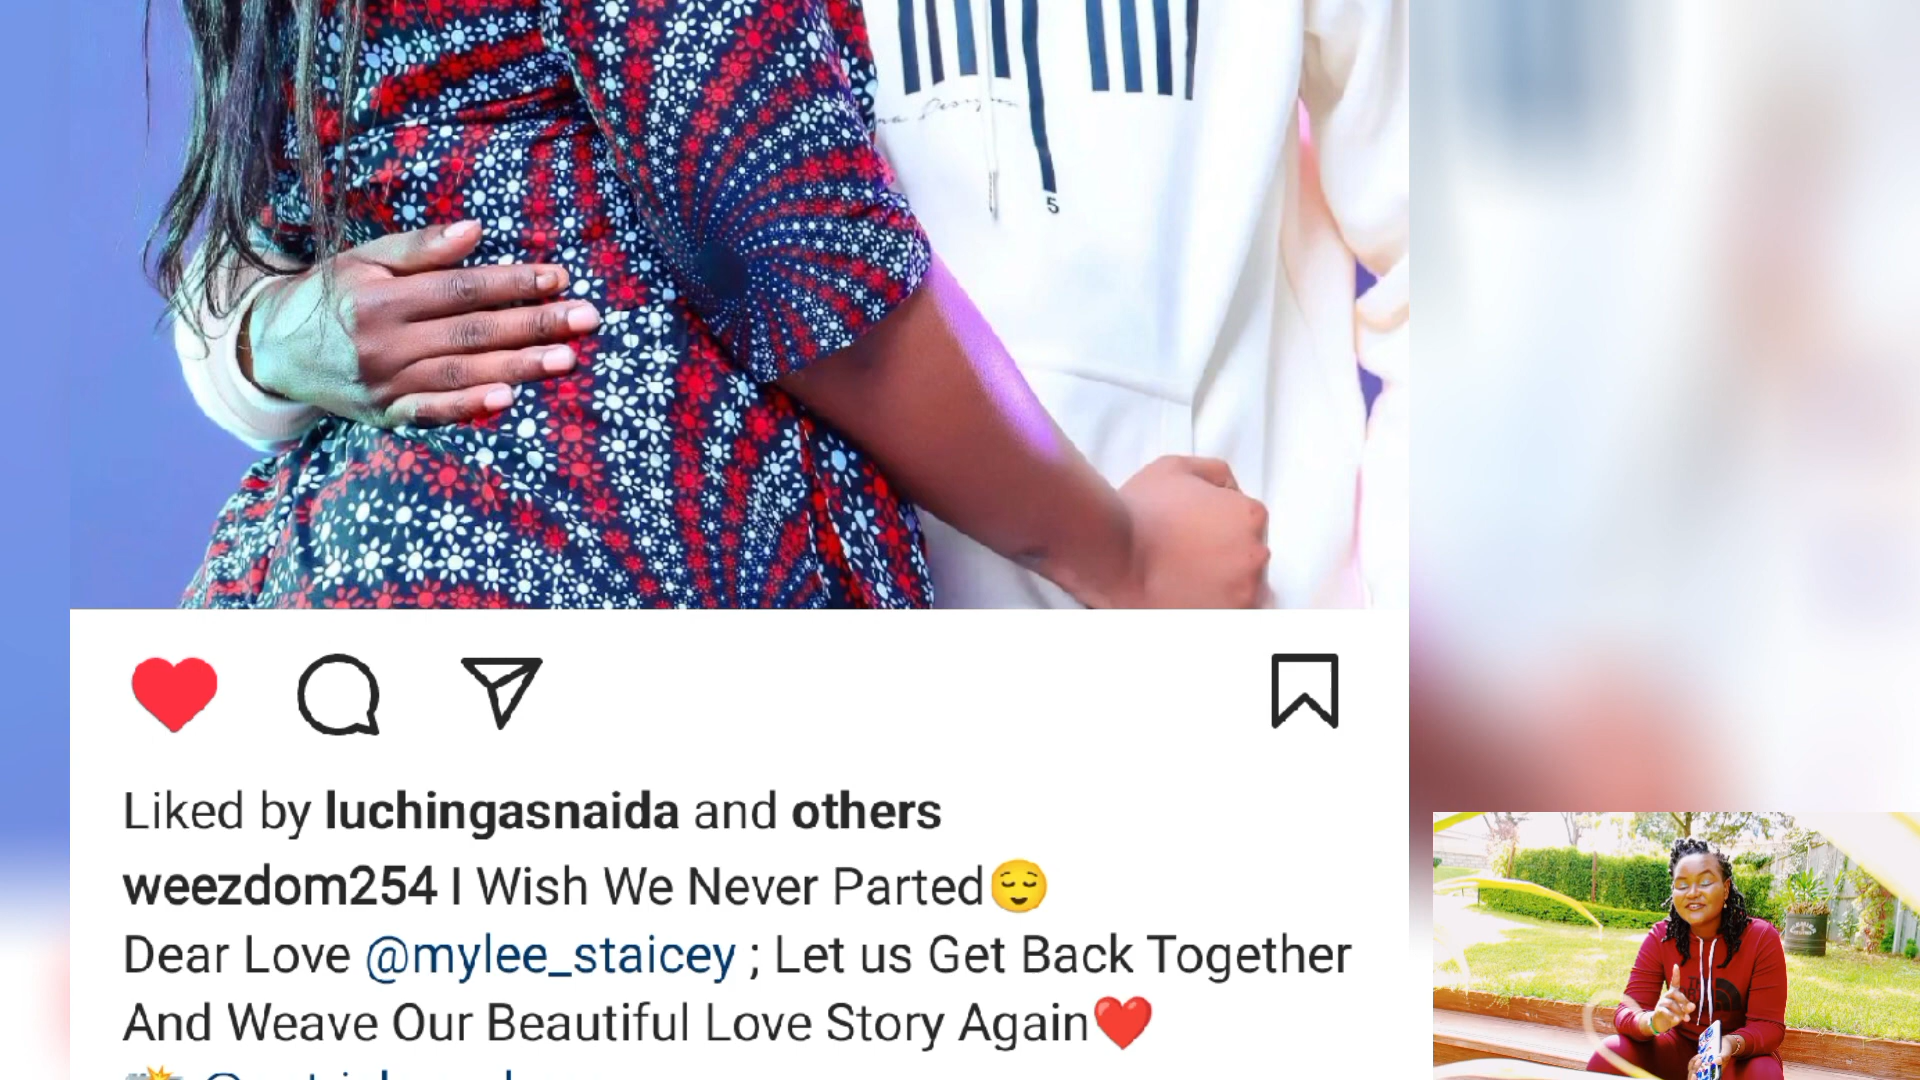 5
Liked by luchingasnaida and others
weezdom254 I Wish We Never Parted😌
Dear Love @mylee_staicey ; Let us Get Back Together
And Weave Our Beautiful Love Story Again❤️